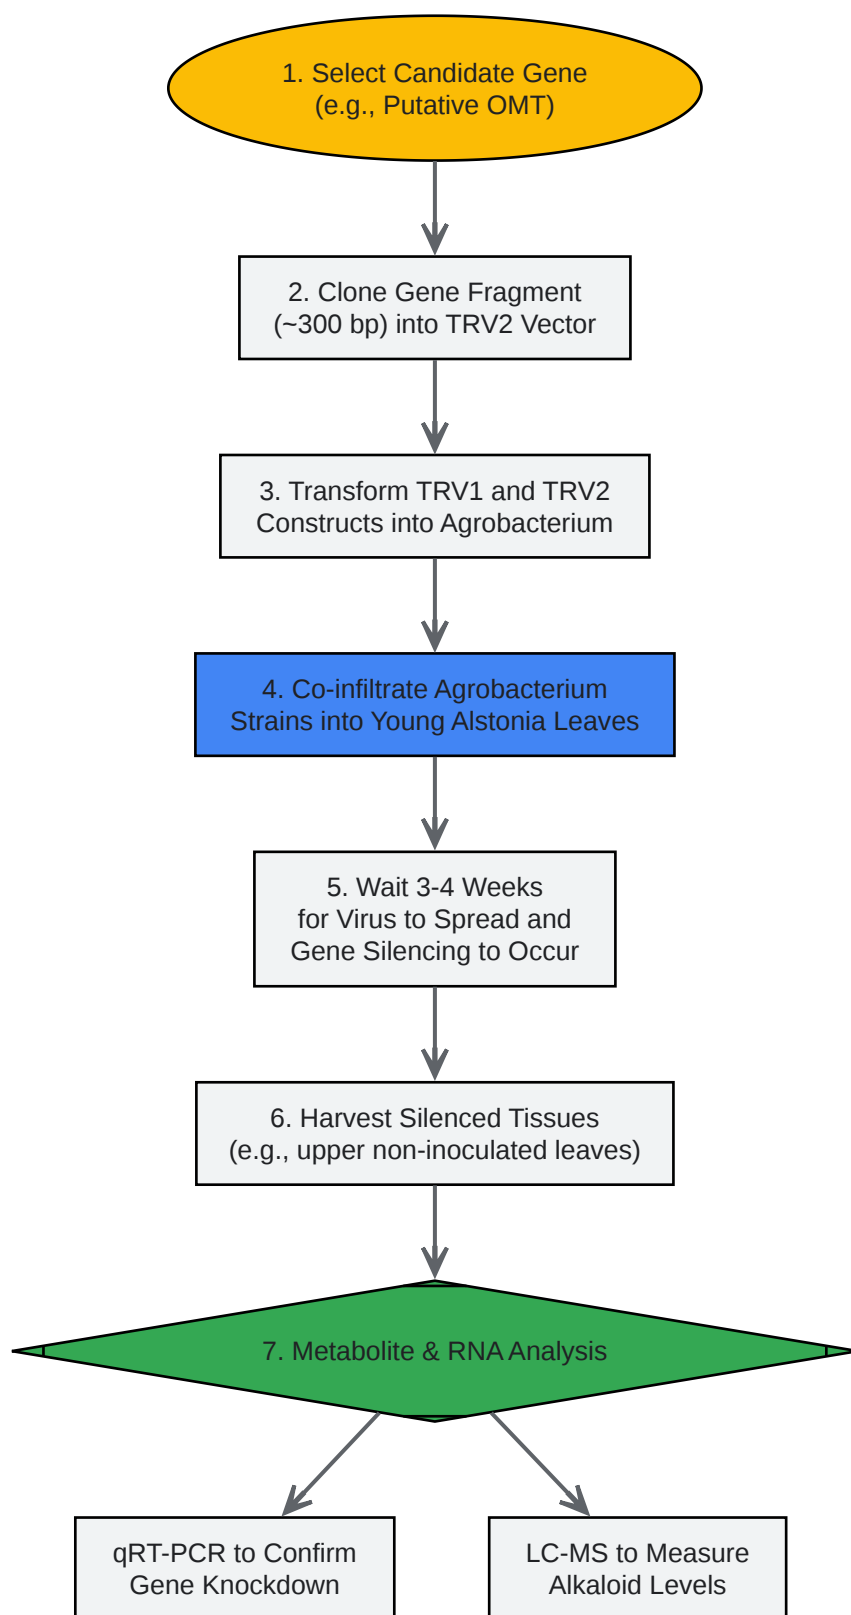 1. Select Candidate Gene
(e.g., Putative OMT)
2. Clone Gene Fragment
(~300 bp) into TRV2 Vector
3. Transform TRV1 and TRV2
Constructs into Agrobacterium
4. Co-infiltrate Agrobacterium
Strains into Young Alstonia Leaves
5. Wait 3-4 Weeks
for Virus to Spread and
Gene Silencing to Occur
6. Harvest Silenced Tissues
(e.g., upper non-inoculated leaves)
7. Metabolite & RNA Analysis
qRT-PCR to Confirm
Gene Knockdown
LC-MS to Measure
Alkaloid Levels